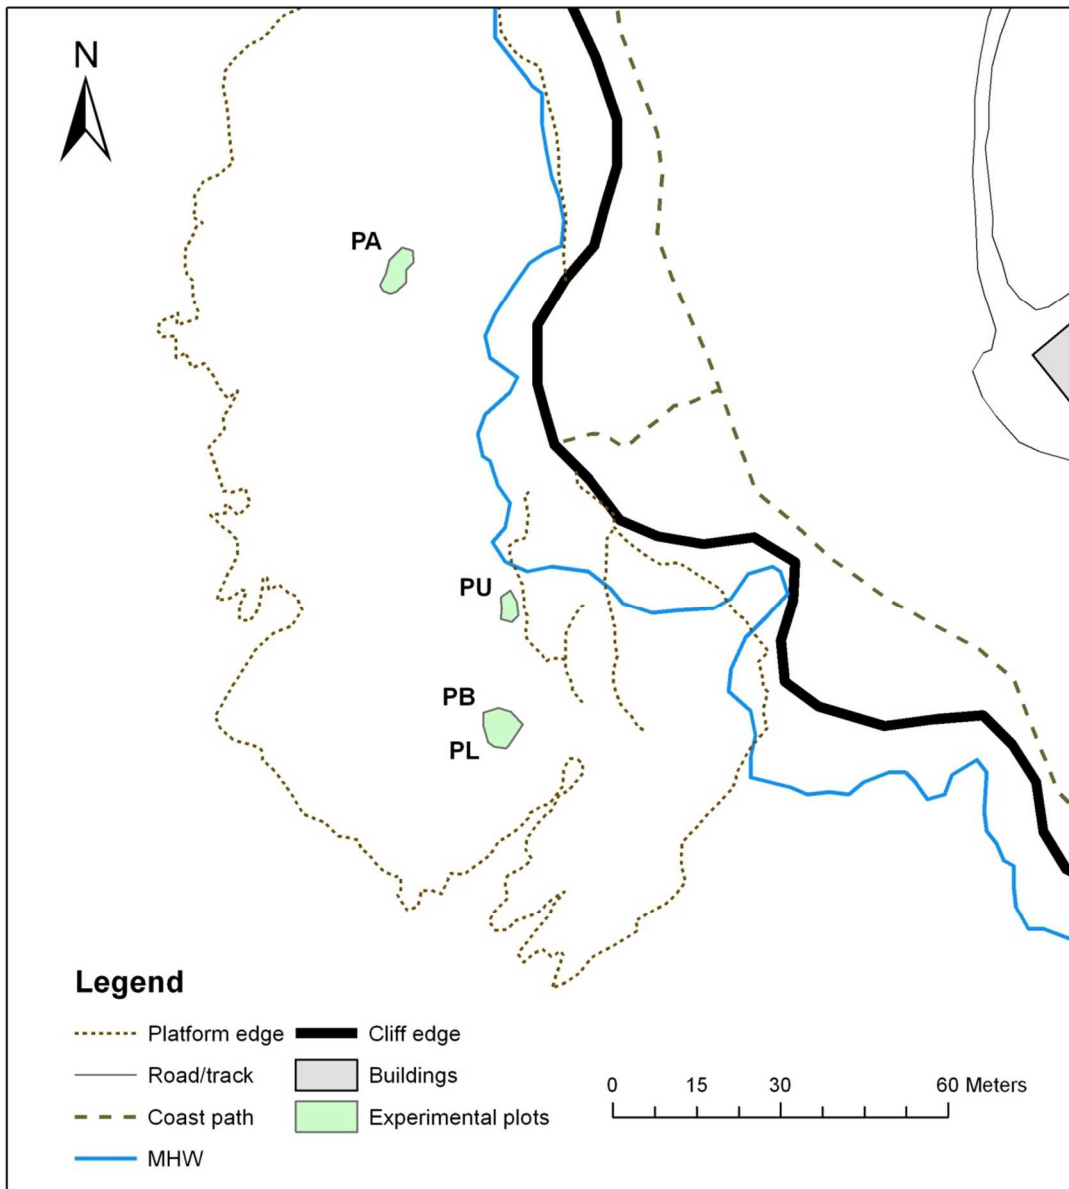 N
PA
PU
PB
PL
Legend
Platform edge
Cliff edge
Road/track
Buildings
Coast path
Experimental plots
MHW
0 15 30 60 Meters